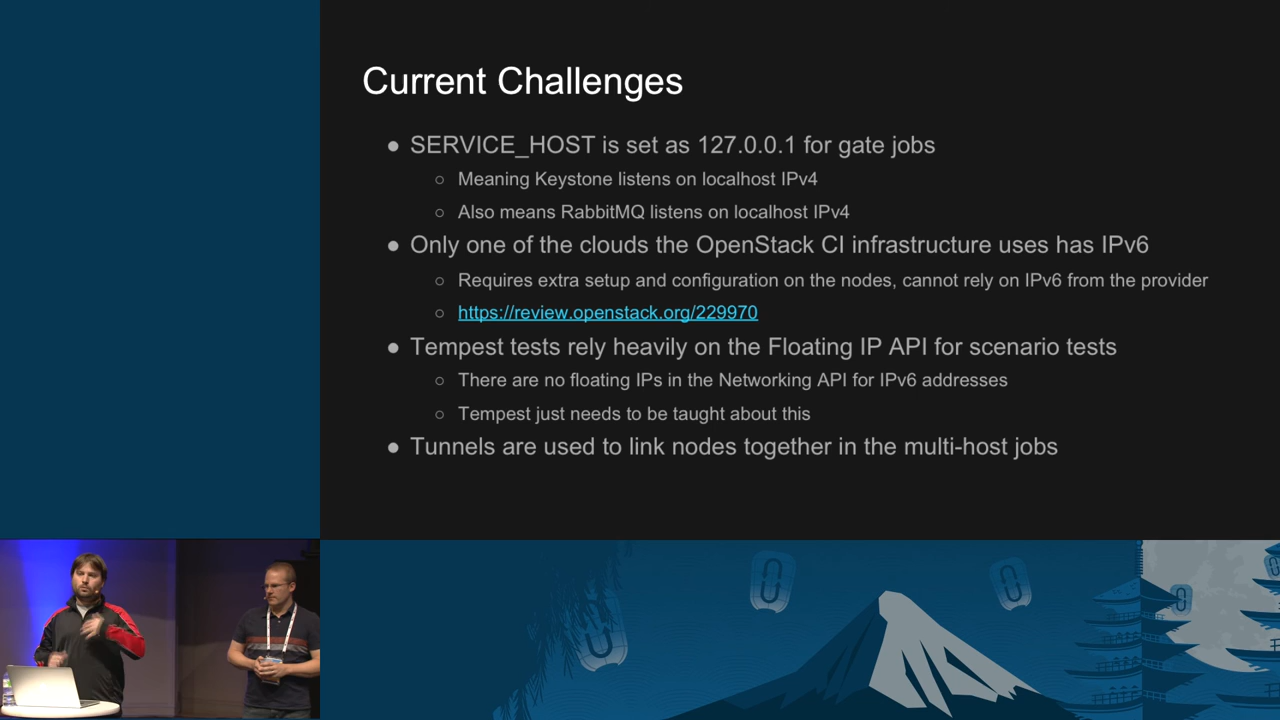 Current Challenges
● SERVICE_HOST is set as 127.0.0.1 for gate jobs
○ Meaning Keystone listens on localhost IPv4
○ Also means RabbitMQ listens on localhost IPv4
● Only one of the clouds the OpenStack CI infrastructure uses has IPv6
○ Requires extra setup and configuration on the nodes, cannot rely on IPv6 from the provider
○ https://review.openstack.org/229970
● Tempest tests rely heavily on the Floating IP API for scenario tests
○ There are no floating IPs in the Networking API for IPv6 addresses
○ Tempest just needs to be taught about this
● Tunnels are used to link nodes together in the multi-host jobs